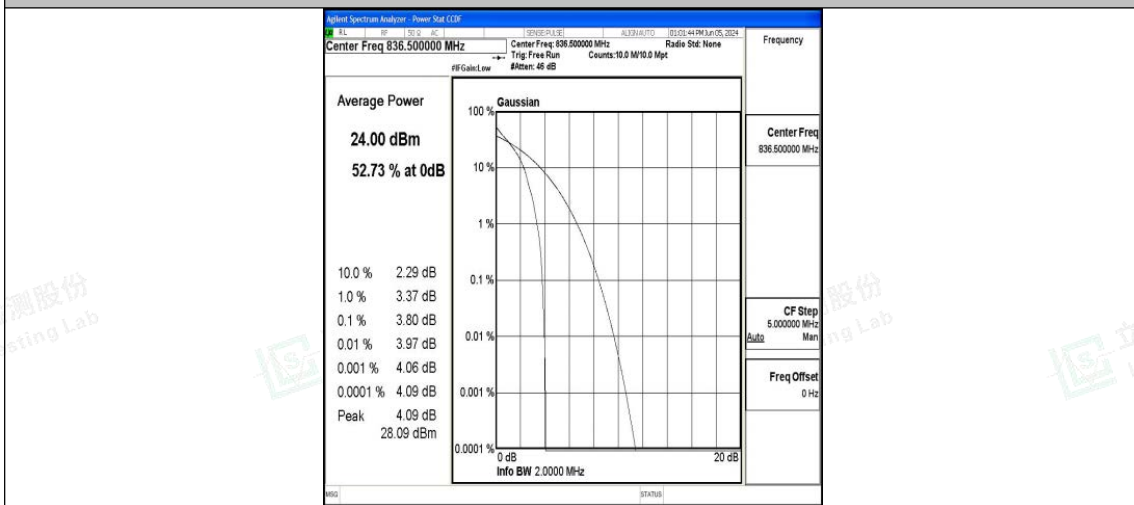 Agilent Spectrum Analyzer - Power Stat CCDF
RL RF 50 Ω AC SENSE:PULSE ALIGN AUTO 01:01:44 PM Jun 05, 2024
Center Freq 836.500000 MHz
Center Freq: 836.500000 MHz Radio Std: None
Trig: Free Run Counts:10.0 M/10.0 Mpt
#IFGain:Low #Atten: 46 dB
Frequency
Average Power
24.00 dBm
52.73 % at 0dB
10.0 % 2.29 dB
1.0 % 3.37 dB
0.1 % 3.80 dB
0.01 % 3.97 dB
0.001 % 4.06 dB
0.0001 % 4.09 dB
Peak 4.09 dB
28.09 dBm
Gaussian
100 %
10 %
1 %
0.1 %
0.01 %
0.001 %
0.0001 %
0 dB 20 dB
Info BW 2.0000 MHz
Center Freq
836.500000 MHz
CF Step
5.000000 MHz
Auto Man
Freq Offset
0 Hz
MSG STATUS
测股份
sting Lab
股份
ng Lab
立